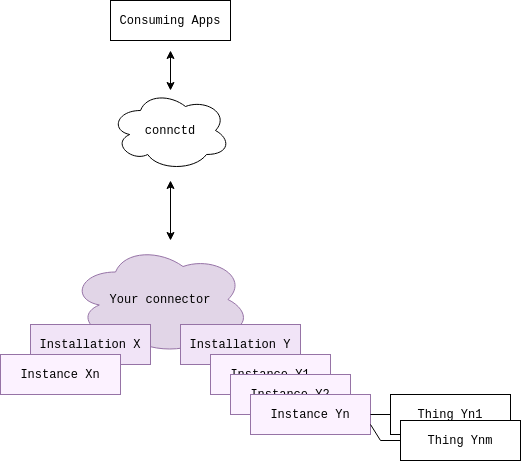 Consuming Apps
connctd
Your connector
Installation X
Installation Y
Instance Xn
Instance Y1
Instance Y2
Instance Yn
Thing Yn1
Thing Ynm